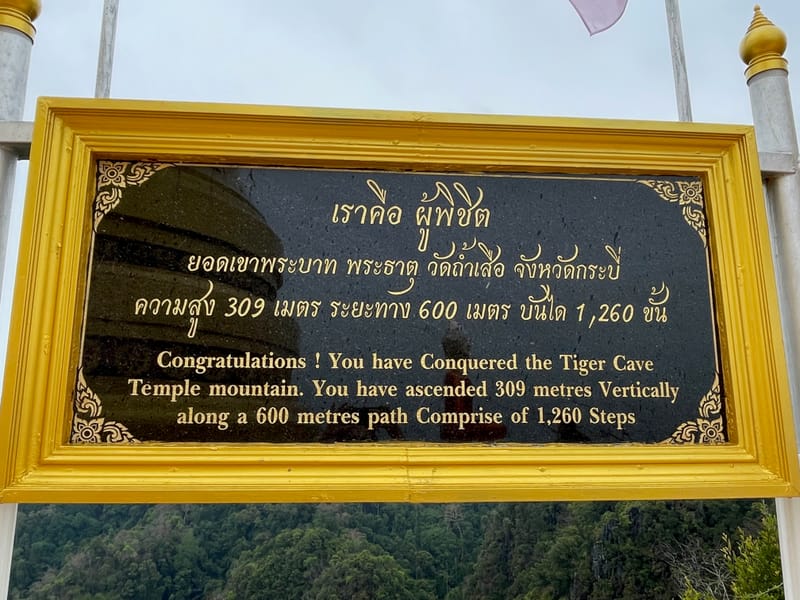 เราคือ ผู้พิชิต
ยอดเขาพระบาท พระธาตุ วัดถ้ำเสือ จังหวัดกระบี่
ความสูง 309 เมตร ระยะทาง 600 เมตร บันได 1,260 ขั้น
Congratulations ! You have Conquered the Tiger Cave
Temple mountain. You have ascended 309 metres Vertically
along a 600 metres path Comprise of 1,260 Steps